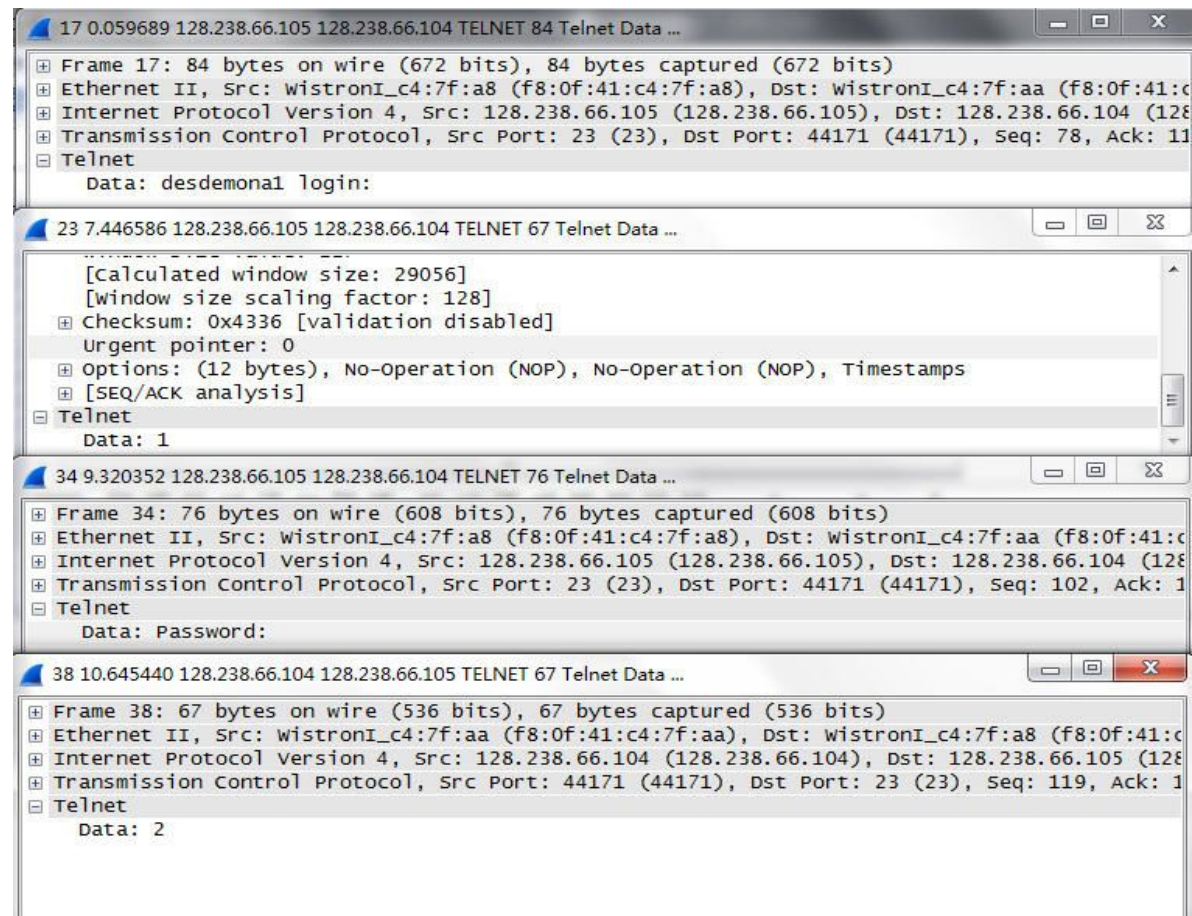 17 0.059689 128.238.66.105 128.238.66.104 TELNET 84 Telnet Data ...
Frame 17: 84 bytes on wire (672 bits), 84 bytes captured (672 bits)
Ethernet II, Src: WistronI_c4:7f:a8 (f8:0f:41:c4:7f:a8), Dst: WistronI_c4:7f:aa (f8:0f:41:c
Internet Protocol Version 4, Src: 128.238.66.105 (128.238.66.105), Dst: 128.238.66.104 (128
Transmission Control Protocol, Src Port: 23 (23), Dst Port: 44171 (44171), Seq: 78, Ack: 11
Telnet
Data: desdemona1 login:
23 7.446586 128.238.66.105 128.238.66.104 TELNET 67 Telnet Data ...
[Calculated window size: 29056]
[Window size scaling factor: 128]
Checksum: 0x4336 [validation disabled]
Urgent pointer: 0
Options: (12 bytes), No-Operation (NOP), No-Operation (NOP), Timestamps
[SEQ/ACK analysis]
Telnet
Data: 1
34 9.320352 128.238.66.105 128.238.66.104 TELNET 76 Telnet Data ...
Frame 34: 76 bytes on wire (608 bits), 76 bytes captured (608 bits)
Ethernet II, Src: WistronI_c4:7f:a8 (f8:0f:41:c4:7f:a8), Dst: WistronI_c4:7f:aa (f8:0f:41:c
Internet Protocol Version 4, Src: 128.238.66.105 (128.238.66.105), Dst: 128.238.66.104 (128
Transmission Control Protocol, Src Port: 23 (23), Dst Port: 44171 (44171), Seq: 102, Ack: 1
Telnet
Data: Password:
38 10.645440 128.238.66.104 128.238.66.105 TELNET 67 Telnet Data ...
Frame 38: 67 bytes on wire (536 bits), 67 bytes captured (536 bits)
Ethernet II, Src: WistronI_c4:7f:aa (f8:0f:41:c4:7f:aa), Dst: WistronI_c4:7f:a8 (f8:0f:41:c
Internet Protocol Version 4, Src: 128.238.66.104 (128.238.66.104), Dst: 128.238.66.105 (128
Transmission Control Protocol, Src Port: 44171 (44171), Dst Port: 23 (23), Seq: 119, Ack: 1
Telnet
Data: 2